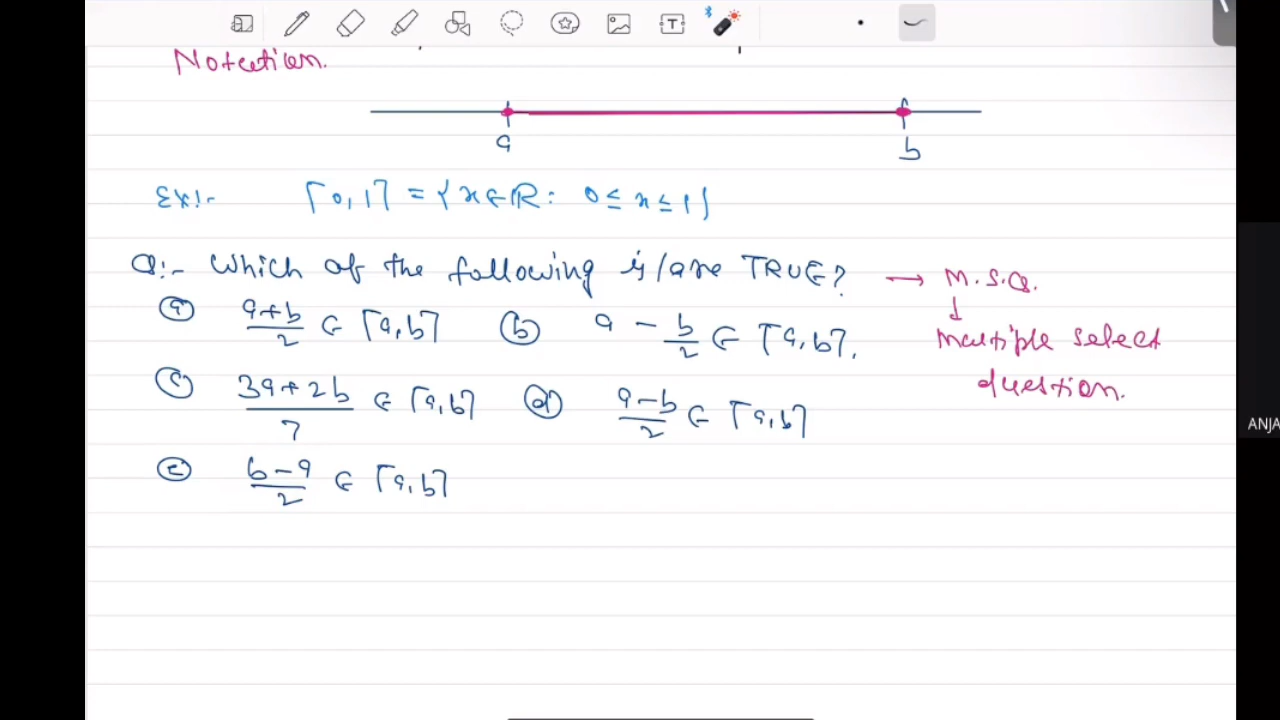 Notation.
a b
Ex:- [0,1] = {x∈R: 0≤x≤1}
Q:- Which of the following is/are TRUE? → M.S.Q.
↓
Multiple select question.
(a) (a+b)/2 ∈ [a,b] (b) a - b/2 ∈ [a,b].
(c) (3a+2b)/7 ∈ [a,b] (d) (a-b)/2 ∈ [a,b]
(e) (b-a)/2 ∈ [a,b]
ANJA